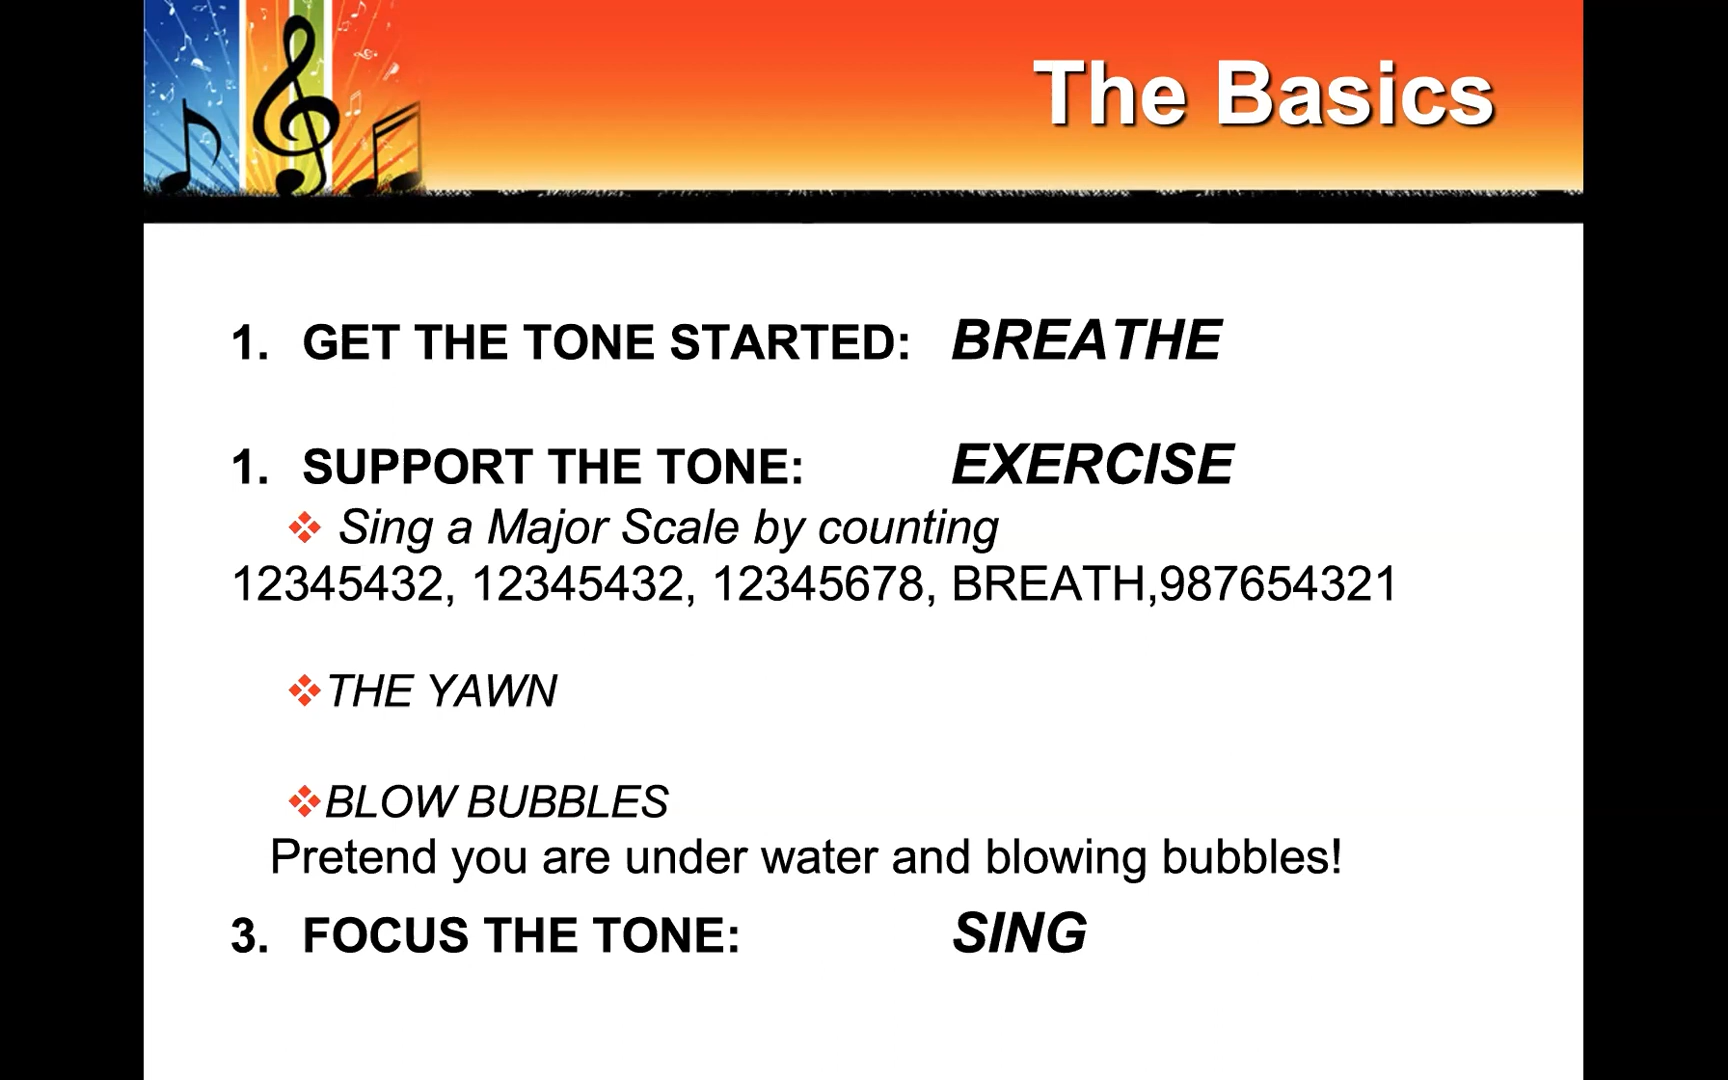 The Basics
1. GET THE TONE STARTED: BREATHE
1. SUPPORT THE TONE: EXERCISE
❖ Sing a Major Scale by counting
12345432, 12345432, 12345678, BREATH,987654321
❖THE YAWN
❖BLOW BUBBLES
Pretend you are under water and blowing bubbles!
3. FOCUS THE TONE: SING